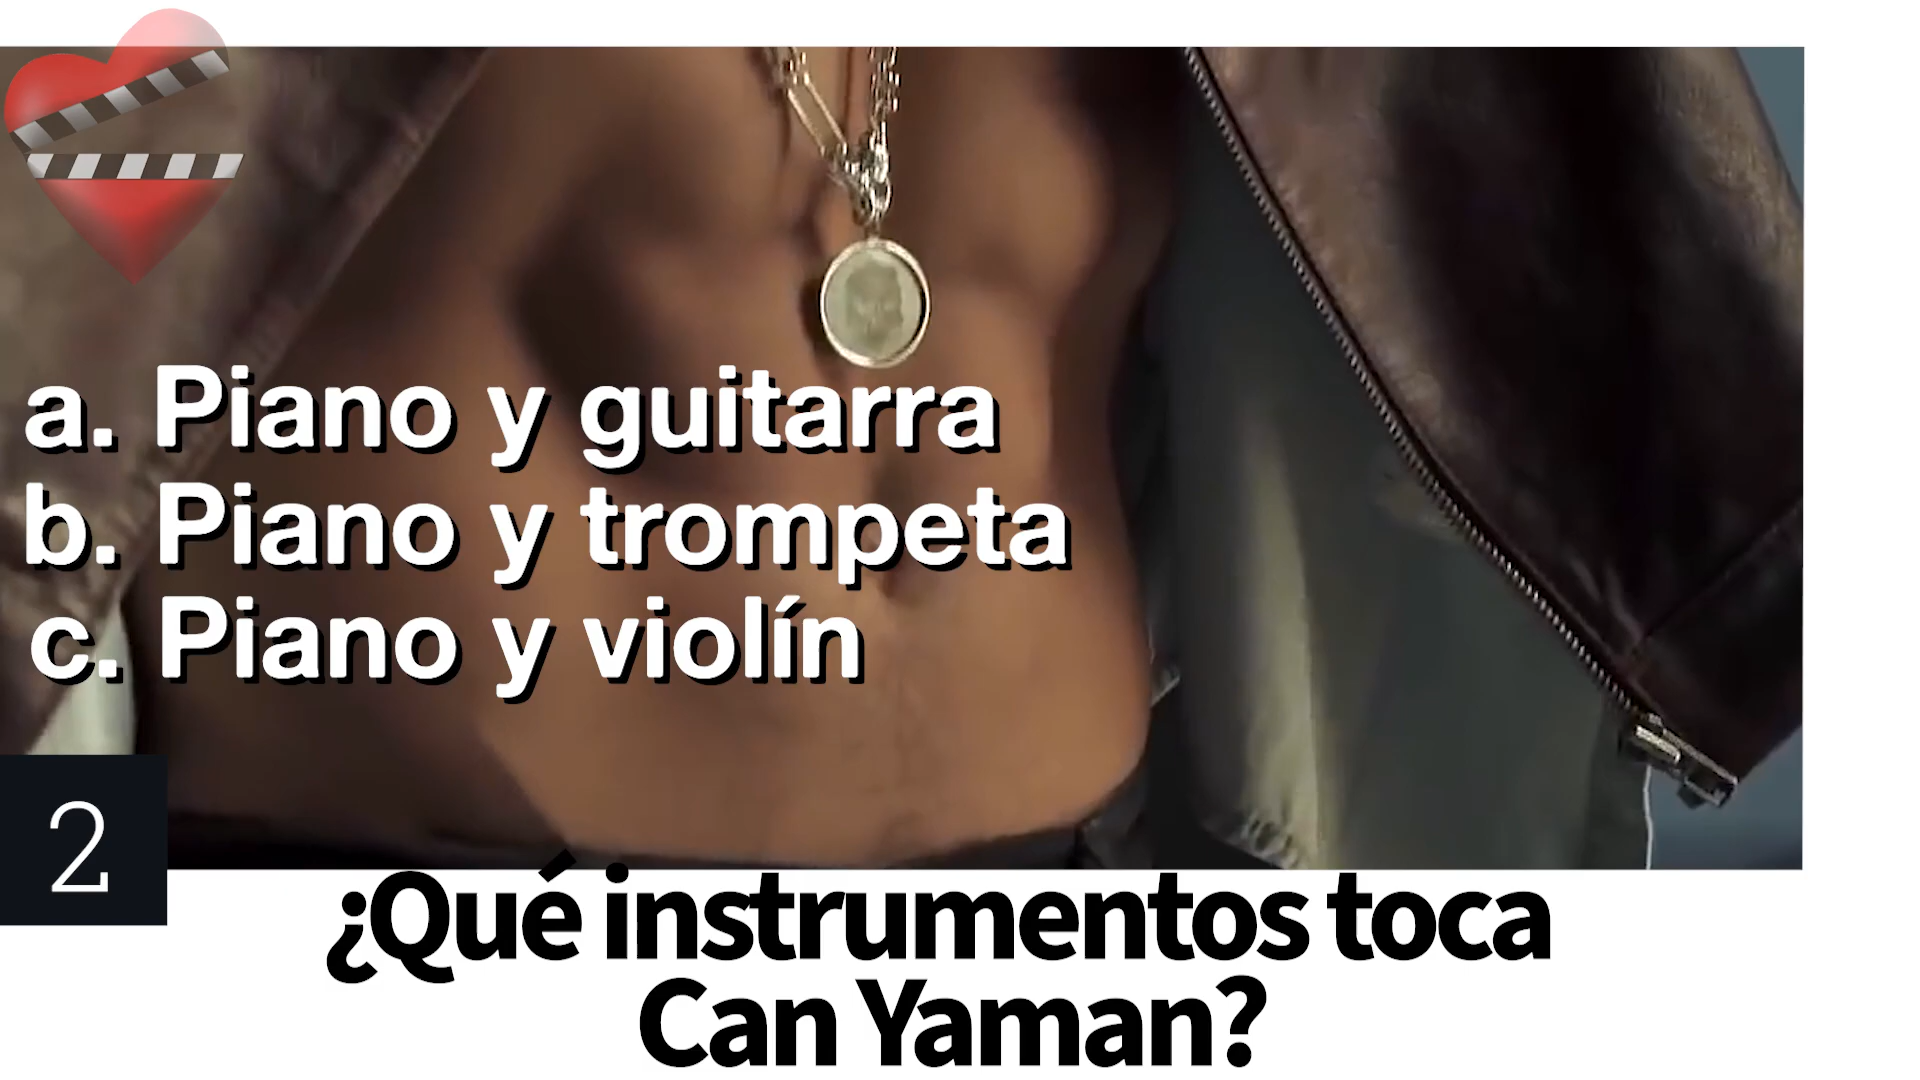 a. Piano y guitarra
b. Piano y trompeta
c. Piano y violín
2
¿Qué instrumentos toca
Can Yaman?